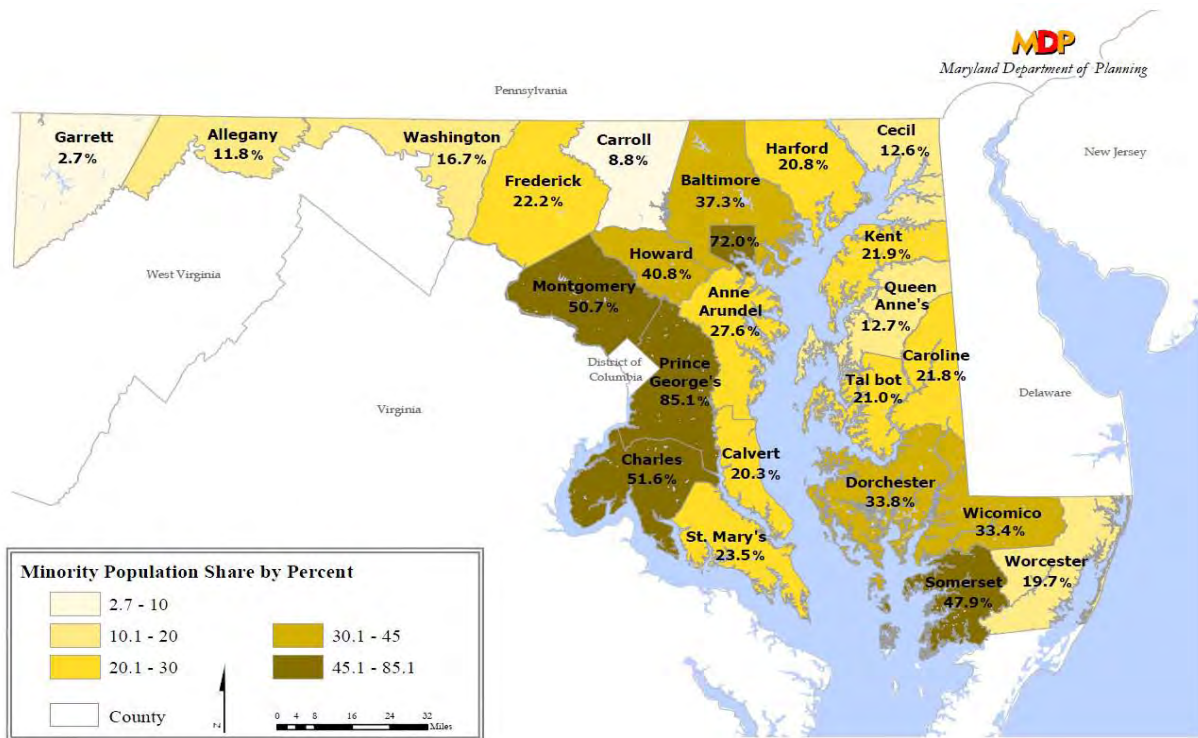 MDP
Maryland Department of Planning
Pennsylvania
New Jersey
Garrett
2.7%
Allegany
11.8%
Washington
16.7%
Frederick
22.2%
Carroll
8.8%
Baltimore
37.3%
72.0%
Harford
20.8%
Cecil
12.6%
Kent
21.9%
Queen
Anne's
12.7%
Howard
40.8%
Montgomery
50.7%
Anne
Arundel
27.6%
West Virginia
District of
Columbia
Prince
George's
85.1%
Caroline
21.8%
Tal bot
21.0%
Delaware
Virginia
Charles
51.6%
Calvert
20.3%
Dorchester
33.8%
Wicomico
33.4%
St. Mary's
23.5%
Somerset
47.9%
Worcester
19.7%
Minority Population Share by Percent
2.7 - 10
10.1 - 20
20.1 - 30
30.1 - 45
45.1 - 85.1
County
N
0 4 8 16 24 32
Miles